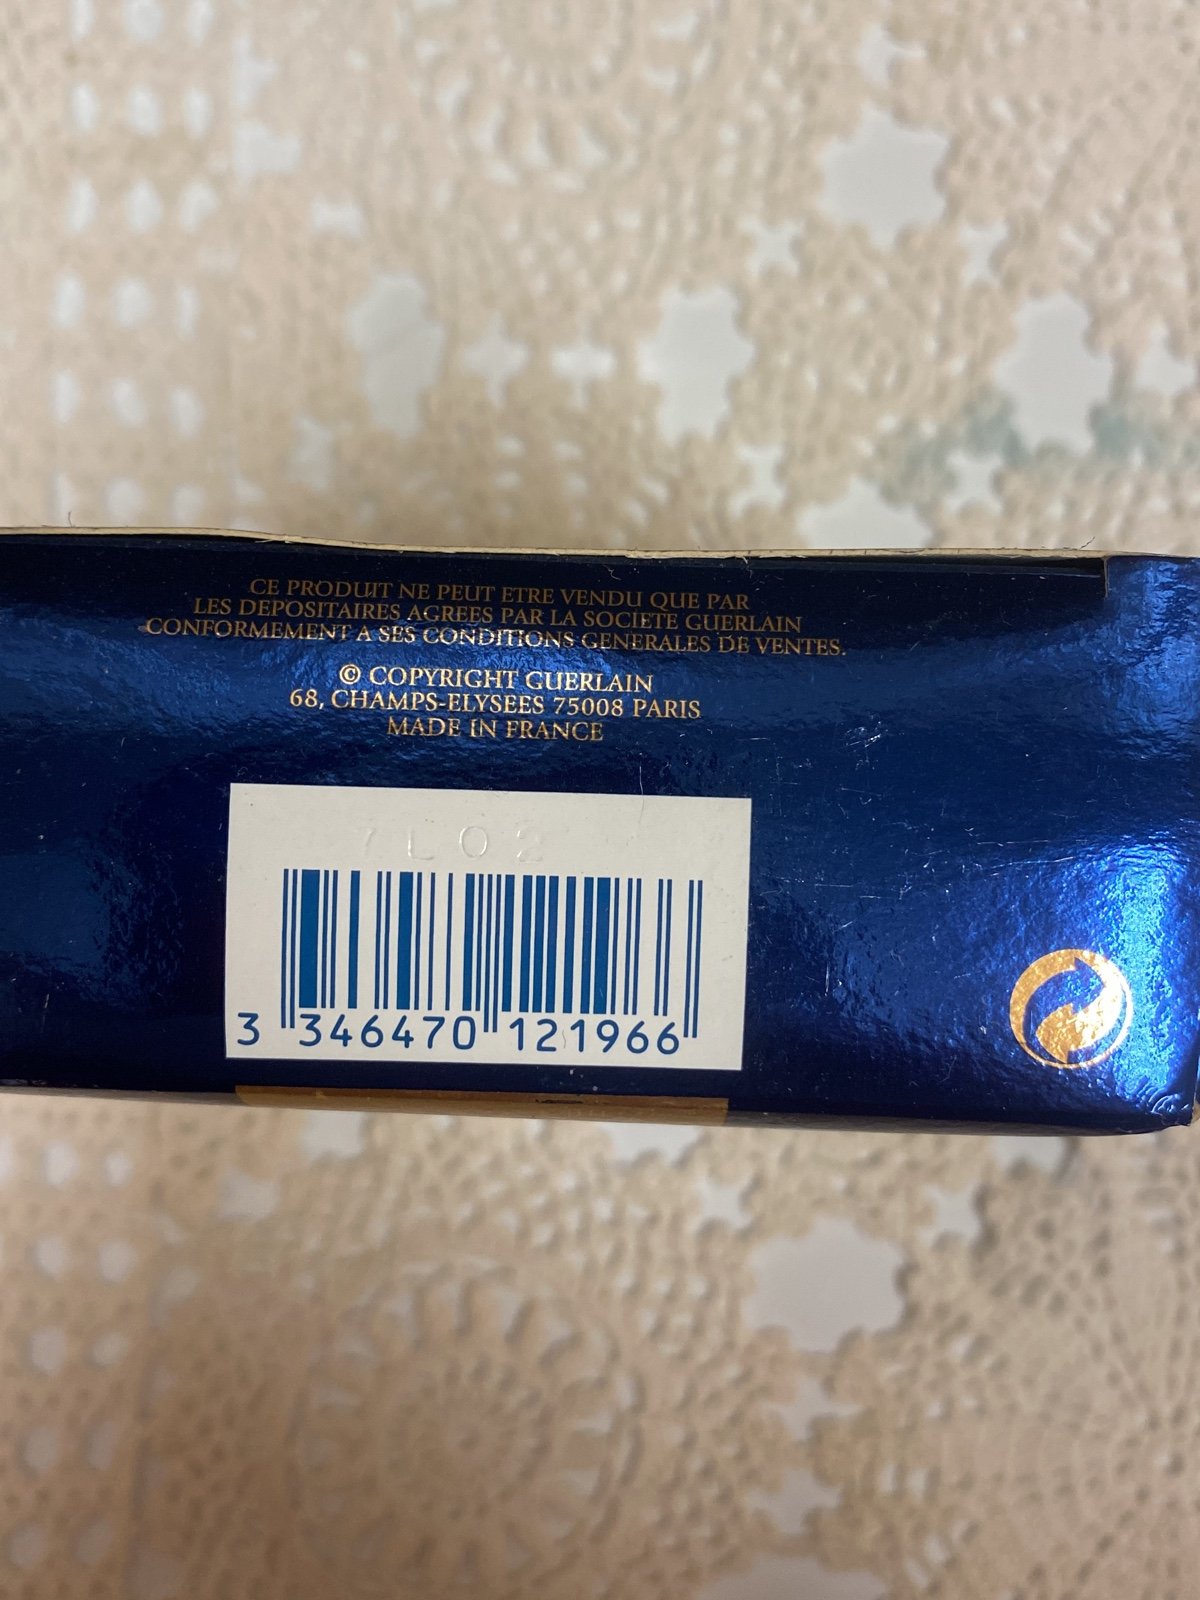 CE PRODUIT NE PEUT ETRE VENDU QUE PAR
LES DEPOSITAIRES AGREES PAR LA SOCIETE GUERLAIN
CONFORMEMENT A SES CONDITIONS GENERALES DE VENTES.
© COPYRIGHT GUERLAIN
68, CHAMPS-ELYSEES 75008 PARIS
MADE IN FRANCE
7L02
3 346470 121966